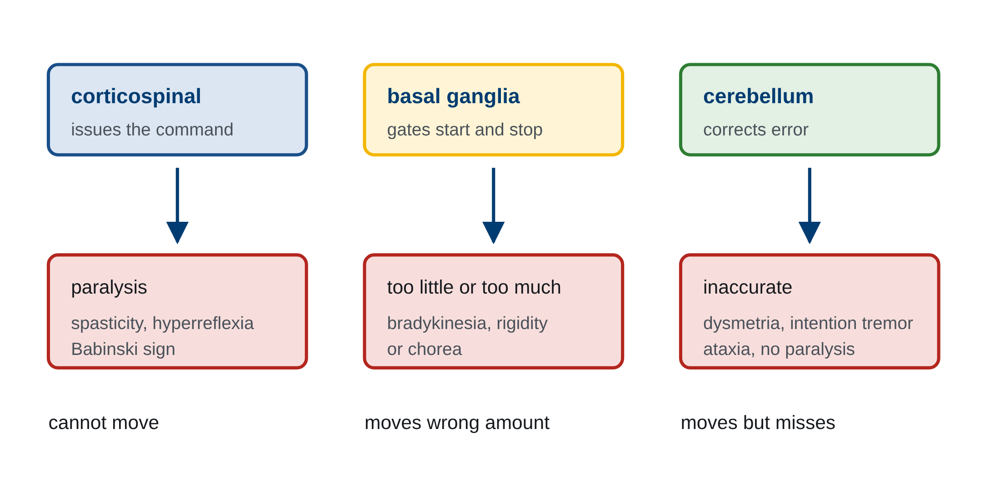 corticospinal
issues the command
basal ganglia
gates start and stop
cerebellum
corrects error
paralysis
spasticity, hyperreflexia
Babinski sign
too little or too much
bradykinesia, rigidity
or chorea
inaccurate
dysmetria, intention tremor
ataxia, no paralysis
cannot move
moves wrong amount
moves but misses